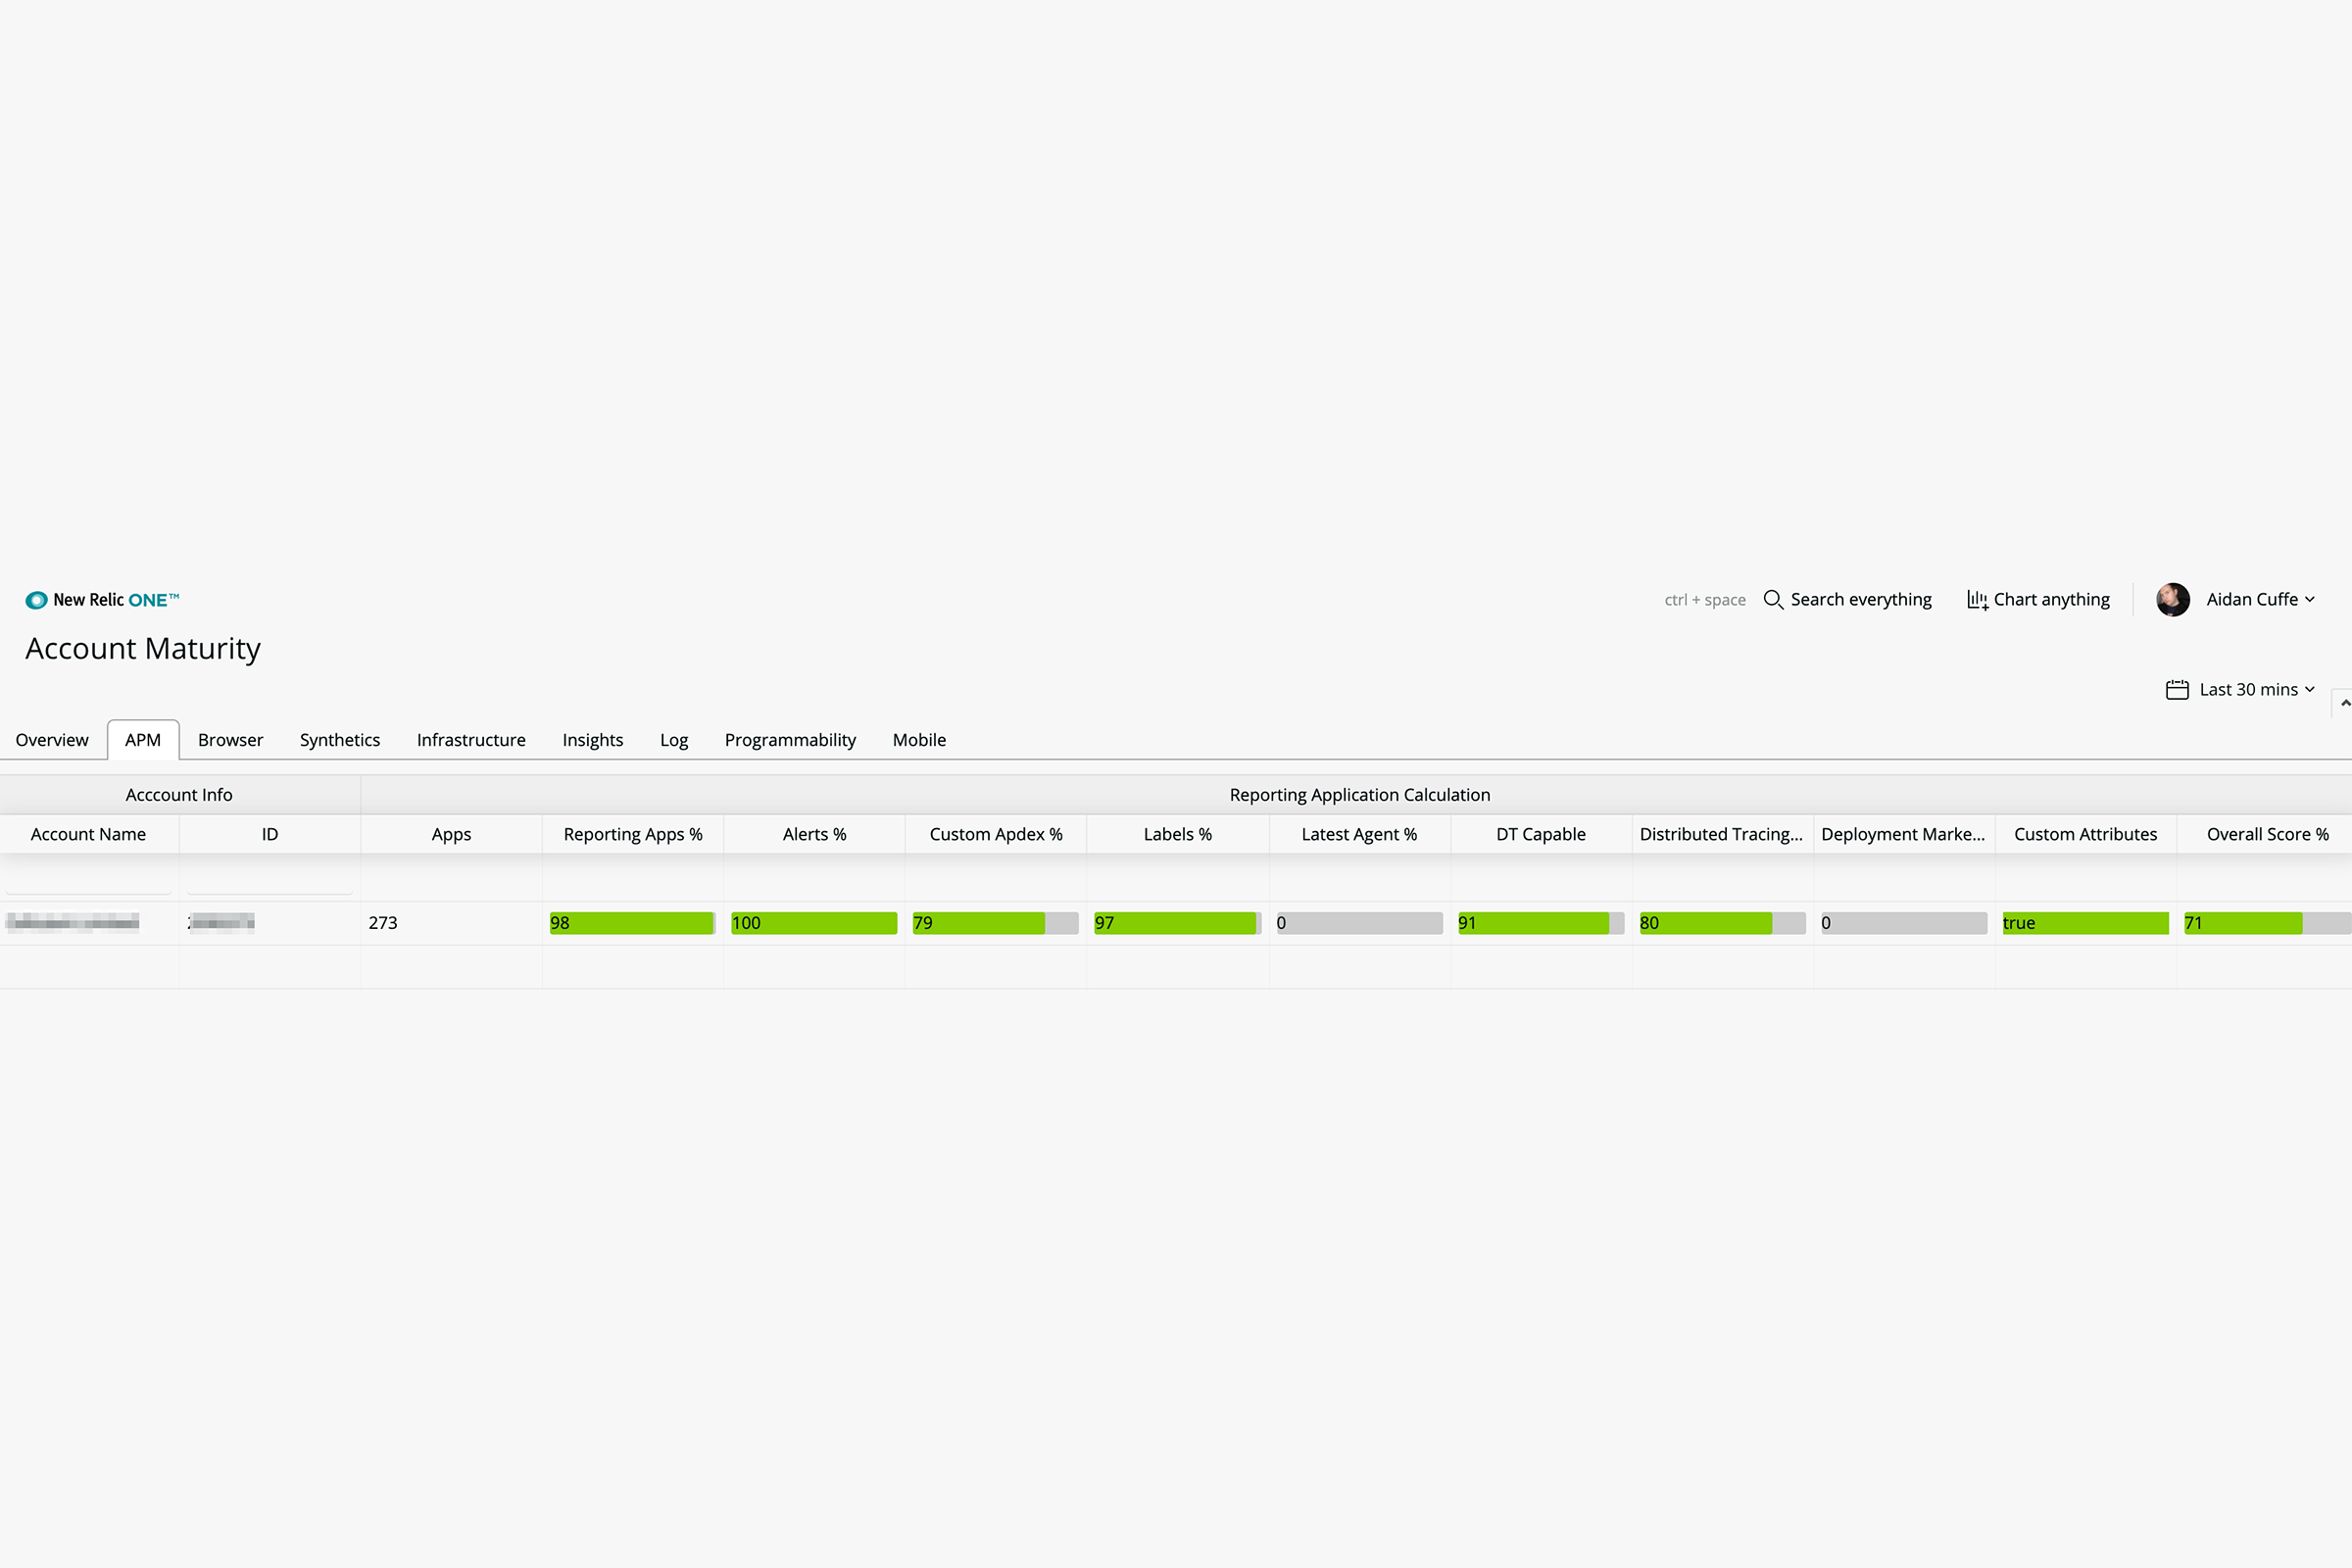 New Relic ONE™
ctrl + space Search everything Chart anything Aidan Cuffe
Account Maturity
Last 30 mins
Overview APM Browser Synthetics Infrastructure Insights Log Programmability Mobile
Acccount Info Reporting Application Calculation
Account Name ID Apps Reporting Apps % Alerts % Custom Apdex % Labels % Latest Agent % DT Capable Distributed Tracing... Deployment Marke... Custom Attributes Overall Score %
273 98 100 79 97 0 91 80 0 true 71